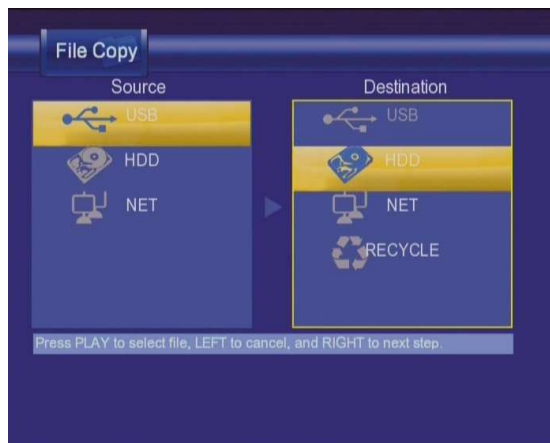 File Copy
Source
Destination
USB
HDD
NET
USB
HDD
NET
RECYCLE
Press PLAY to select file, LEFT to cancel, and RIGHT to next step.